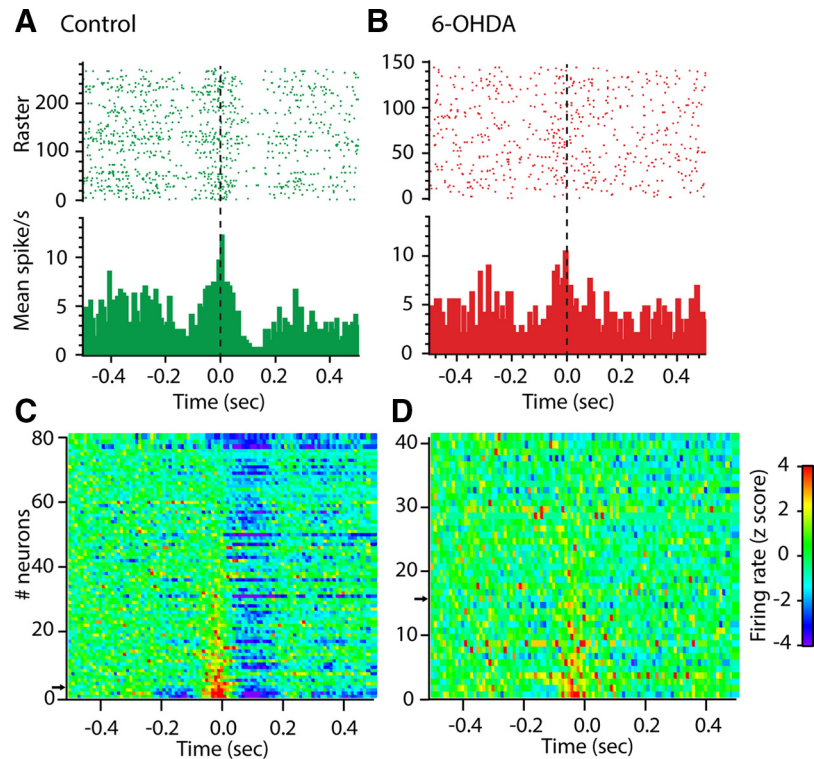 A Control
B 6-OHDA
Raster
200
100
0
150
100
50
0
Mean spike/s
10
5
0
10
5
0
-0.4 -0.2 0.0 0.2 0.4
Time (sec)
-0.4 -0.2 0.0 0.2 0.4
Time (sec)
C
D
# neurons
80
60
40
20
0
40
30
20
10
0
-0.4 -0.2 0.0 0.2 0.4
Time (sec)
-0.4 -0.2 0.0 0.2 0.4
Time (sec)
Firing rate (z score)
4
2
0
-2
-4